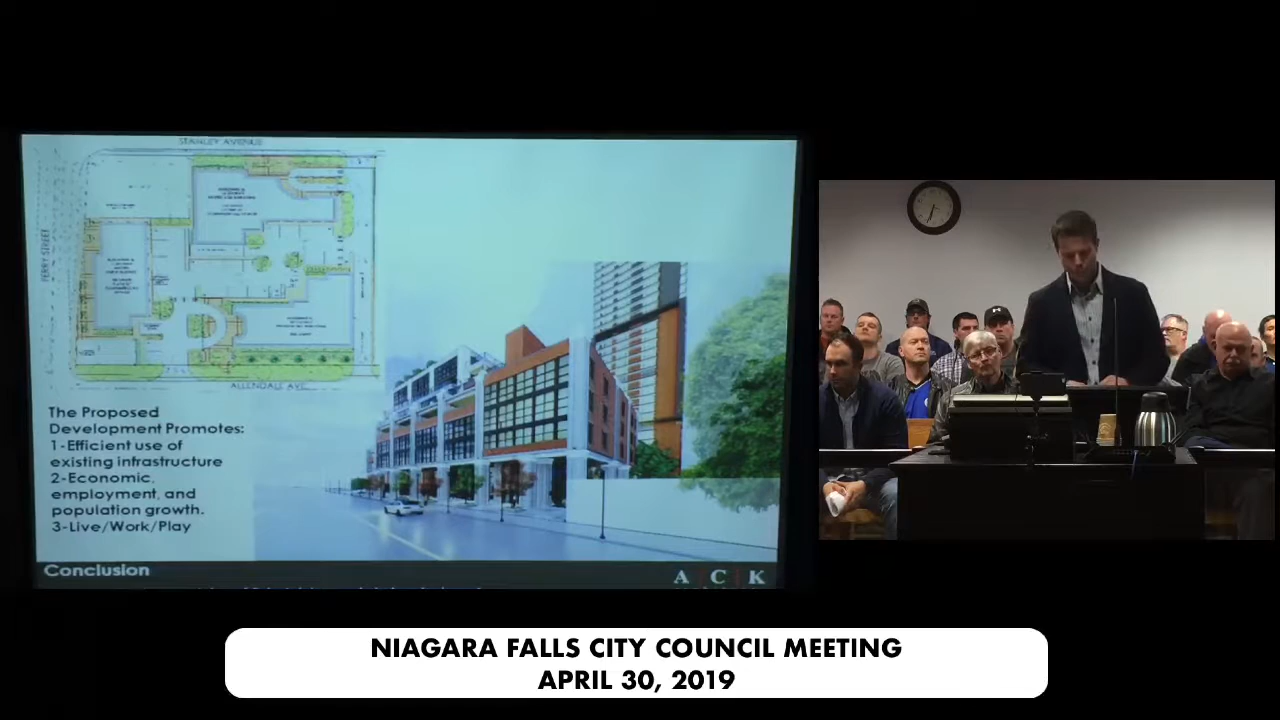 STANLEY AVENUE
FERRY STREET
ALLENDALE AVE.
The Proposed
Development Promotes:
1-Efficient use of
existing infrastructure
2-Economic,
employment, and
population growth.
3-Live/Work/Play
Conclusion
A C K
NIAGARA FALLS CITY COUNCIL MEETING
APRIL 30, 2019